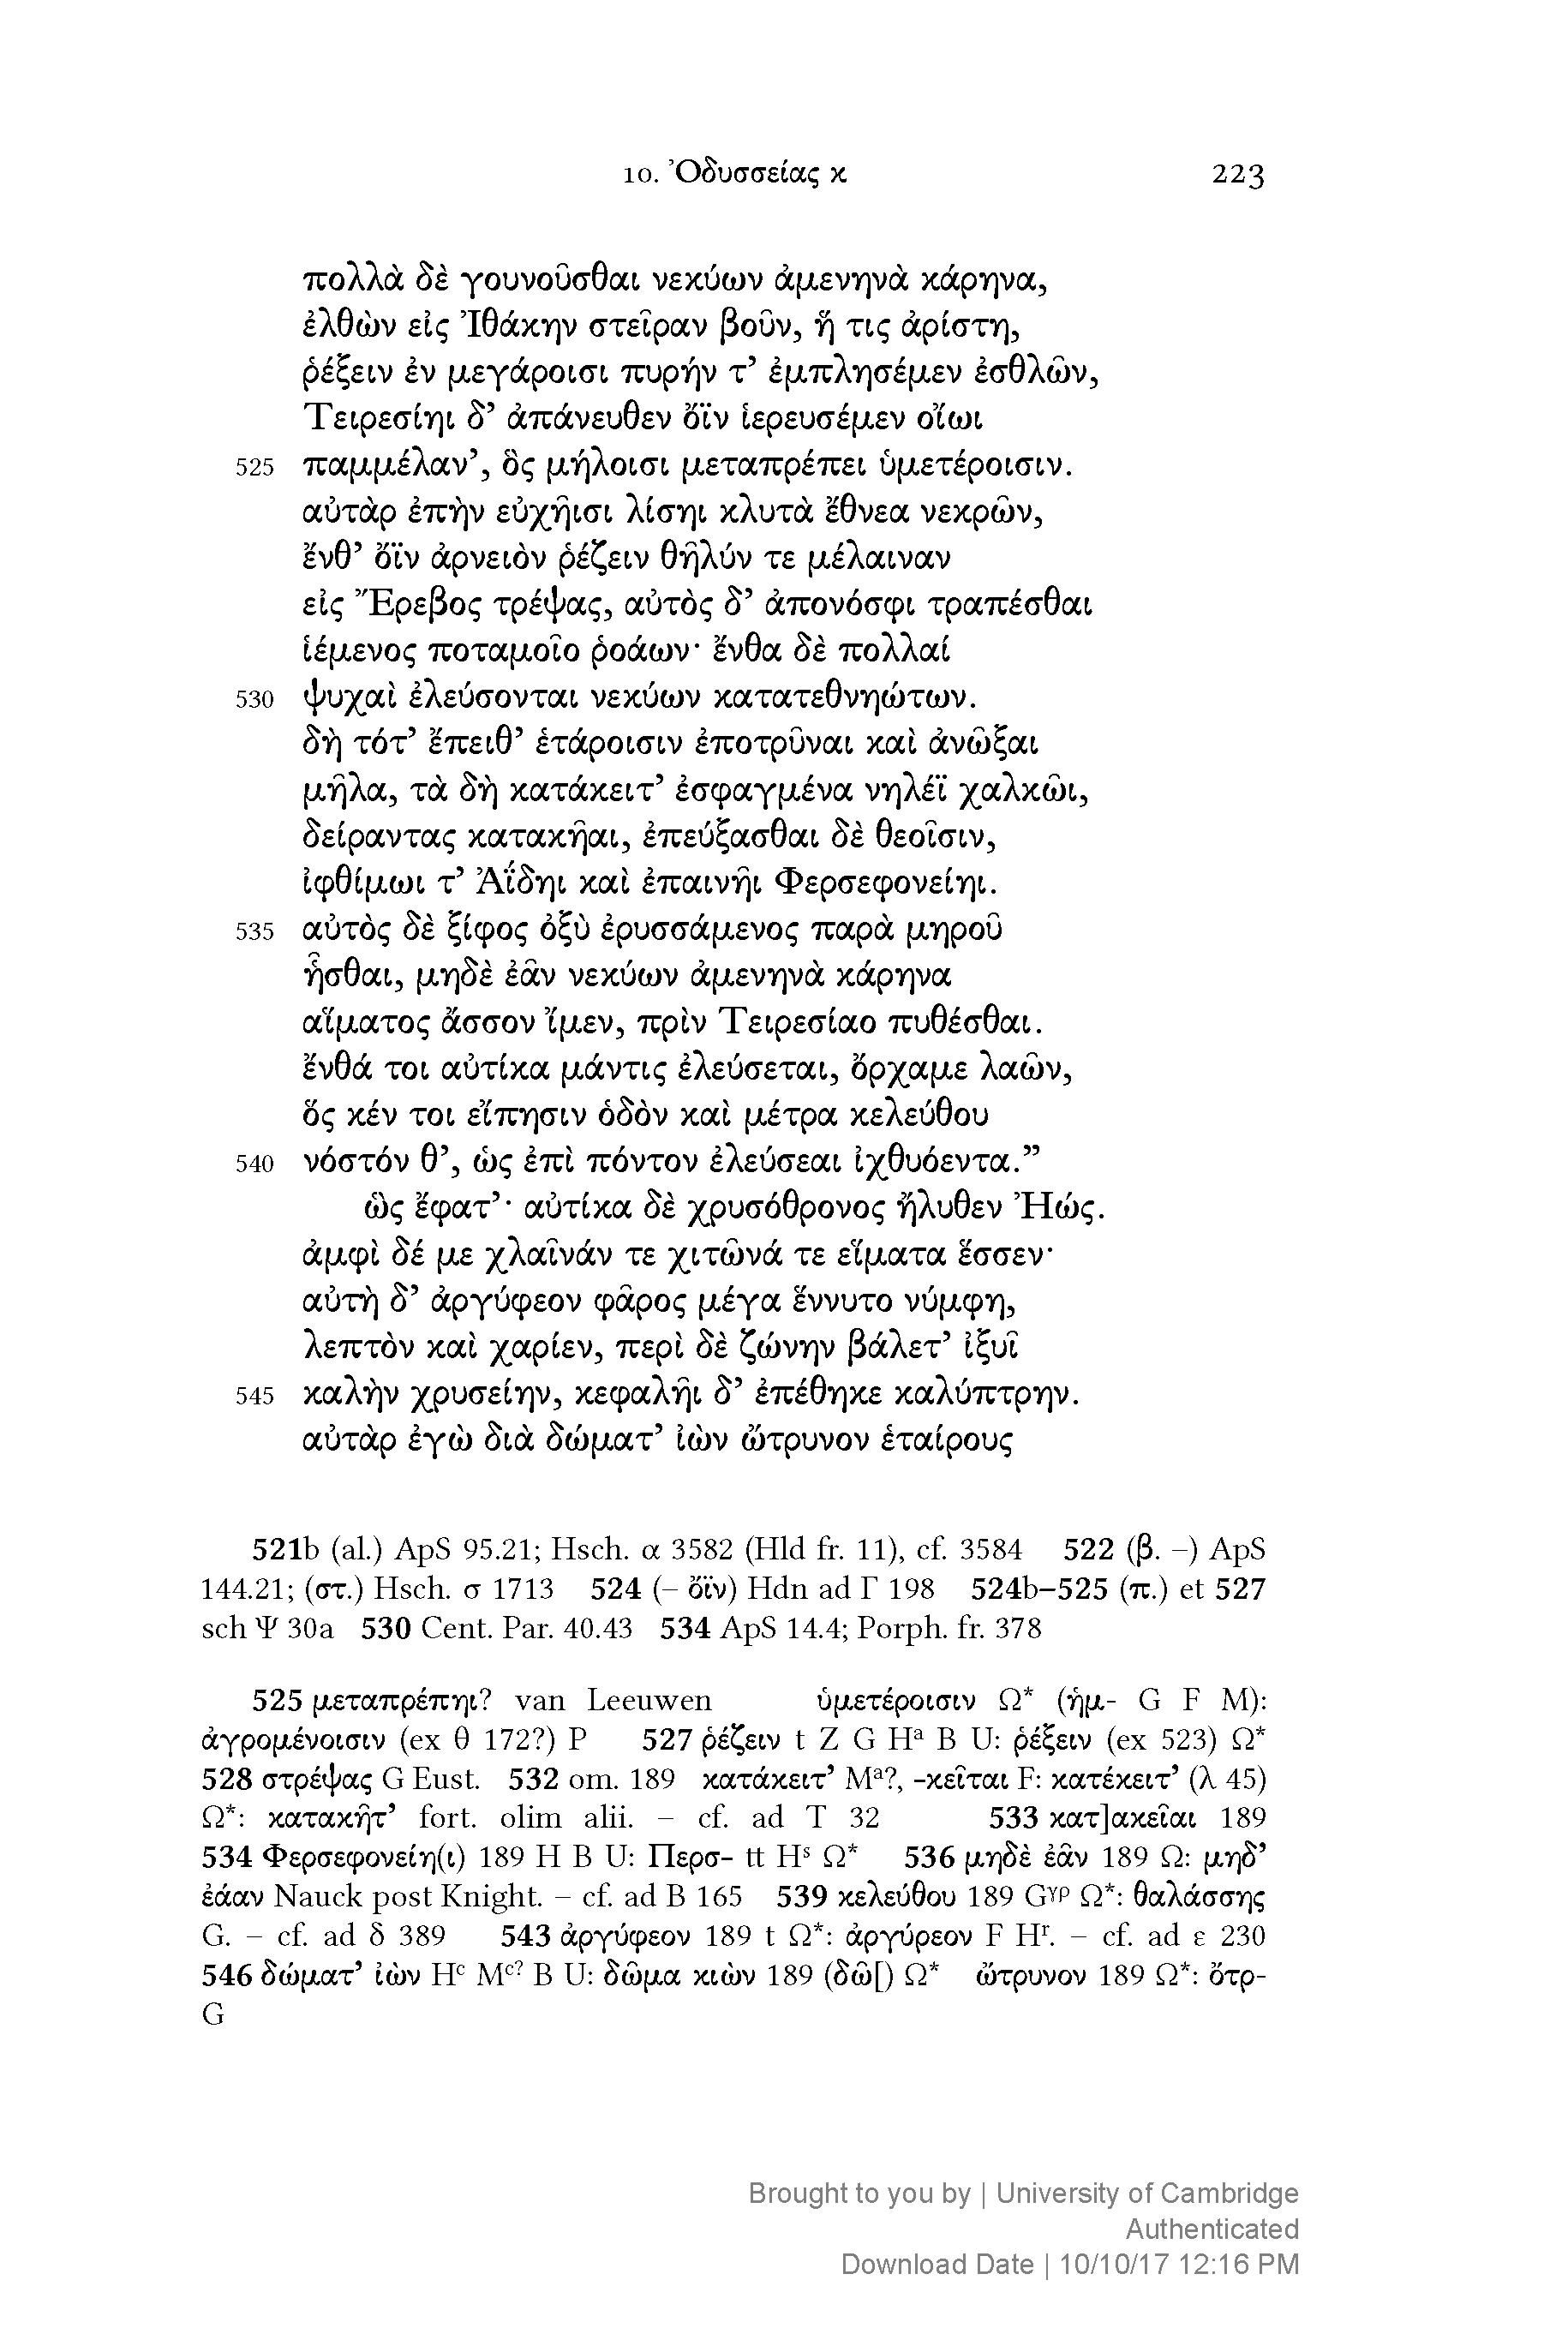 10. Ὀδυσσείας κ 223
πολλὰ δὲ γουνοῦσθαι νεκύων ἀμενηνὰ κάρηνα,
ἐλθὼν εἰς Ἰθάκην στεῖραν βοῦν, ἥ τις ἀρίστη,
ῥέξειν ἐν μεγάροισι πυρήν τ’ ἐμπλησέμεν ἐσθλῶν,
Τειρεσίηι δ’ ἀπάνευθεν ὄϊν ἱερευσέμεν οἴωι
525 παμμέλαν’, ὃς μήλοισι μεταπρέπει ὑμετέροισιν.
αὐτὰρ ἐπὴν εὐχῆισι λίσηι κλυτὰ ἔθνεα νεκρῶν,
ἔνθ’ ὄϊν ἀρνειὸν ῥέζειν θῆλύν τε μέλαιναν
εἰς Ἔρεβος τρέψας, αὐτὸς δ’ ἀπονόσφι τραπέσθαι
ἱέμενος ποταμοῖο ῥοάων· ἔνθα δὲ πολλαί
530 ψυχαὶ ἐλεύσονται νεκύων κατατεθνηώτων.
δὴ τότ’ ἔπειθ’ ἑτάροισιν ἐποτρῦναι καὶ ἀνῶξαι
μῆλα, τὰ δὴ κατάκειτ’ ἐσφαγμένα νηλέϊ χαλκῶι,
δείραντας κατακῆαι, ἐπεύξασθαι δὲ θεοῖσιν,
ἰφθίμωι τ’ Ἀΐδηι καὶ ἐπαινῆι Φερσεφονείηι.
535 αὐτὸς δὲ ξίφος ὀξὺ ἐρυσσάμενος παρὰ μηροῦ
ἧσθαι, μηδὲ ἐᾶν νεκύων ἀμενηνὰ κάρηνα
αἵματος ἆσσον ἴμεν, πρὶν Τειρεσίαο πυθέσθαι.
ἔνθά τοι αὐτίκα μάντις ἐλεύσεται, ὄρχαμε λαῶν,
ὅς κέν τοι εἴπησιν ὁδὸν καὶ μέτρα κελεύθου
540 νόστόν θ’, ὡς ἐπὶ πόντον ἐλεύσεαι ἰχθυόεντα.”
ὣς ἔφατ’· αὐτίκα δὲ χρυσόθρονος ἤλυθεν Ἠώς.
ἀμφὶ δέ με χλαῖνάν τε χιτῶνά τε εἵματα ἕσσεν·
αὐτὴ δ’ ἀργύφεον φᾶρος μέγα ἕννυτο νύμφη,
λεπτὸν καὶ χαρίεν, περὶ δὲ ζώνην βάλετ’ ἰξυῖ
545 καλὴν χρυσείην, κεφαλῆι δ’ ἐπέθηκε καλύπτρην.
αὐτὰρ ἐγὼ διὰ δώματ’ ἰὼν ὤτρυνον ἑταίρους
521b (al.) ApS 95.21; Hsch. α 3582 (Hld fr. 11), cf. 3584 522 (β. –) ApS
144.21; (στ.) Hsch. σ 1713 524 (– ὄϊν) Hdn ad Γ 198 524b–525 (π.) et 527
sch Ψ 30a 530 Cent. Par. 40.43 534 ApS 14.4; Porph. fr. 378
525 μεταπρέπηι? van Leeuwen ὑμετέροισιν Ω* (ἡμ- G F M):
ἀγρομένοισιν (ex θ 172?) P 527 ῥέζειν t Z G Hᵃ B U: ῥέξειν (ex 523) Ω*
528 στρέψας G Eust. 532 om. 189 κατάκειτ’ Mᵃ?, -κεῖται F: κατέκειτ’ (λ 45)
Ω*: κατακῆτ’ fort. olim alii. – cf. ad T 32 533 κατ]ακεῖαι 189
534 Φερσεφονείη(ι) 189 H B U: Περσ- tt Hˢ Ω* 536 μηδὲ ἐᾶν 189 Ω: μηδ’
ἐάαν Nauck post Knight. – cf. ad B 165 539 κελεύθου 189 Gᵞᴾ Ω*: θαλάσσης
G. – cf. ad δ 389 543 ἀργύφεον 189 t Ω*: ἀργύρεον F Hʳ. – cf. ad ε 230
546 δώματ’ ἰὼν Hᶜ Mᶜ? B U: δῶμα κιὼν 189 (δῶ[) Ω* ὤτρυνον 189 Ω*: ὄτρ-
G
Brought to you by | University of Cambridge
Authenticated
Download Date | 10/10/17 12:16 PM